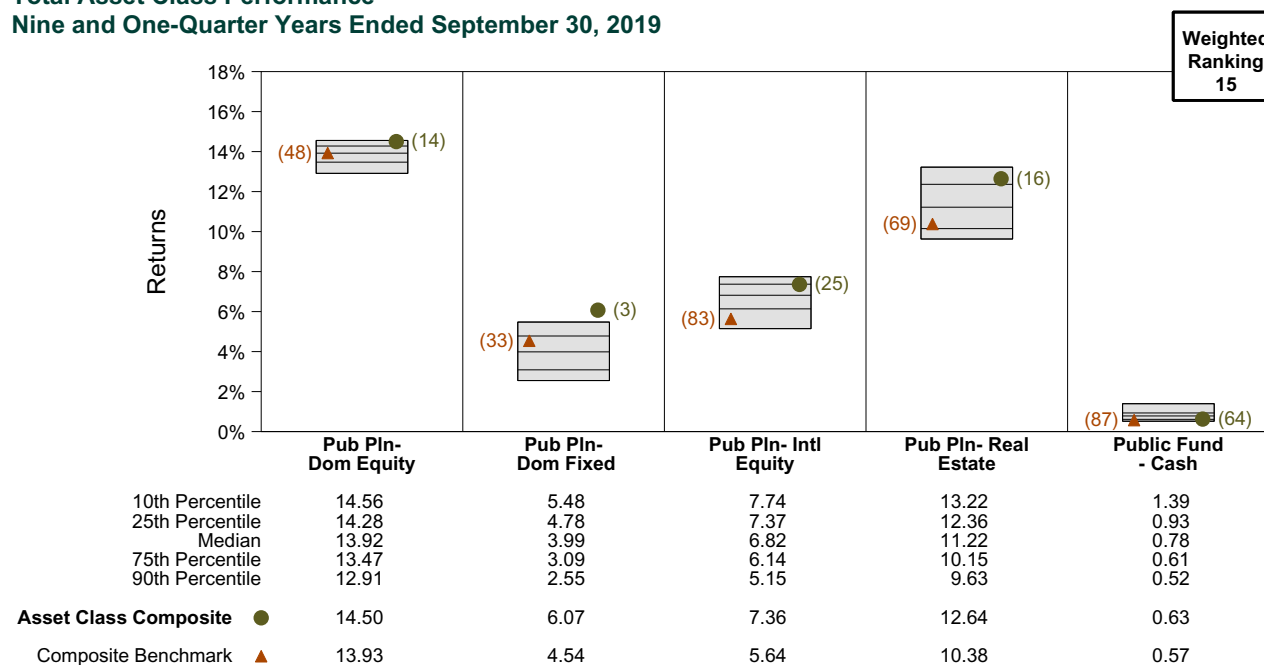 Total Asset Class Performance
Nine and One-Quarter Years Ended September 30, 2019
Weighted
Ranking
15
Returns
18%
16%
14%
12%
10%
8%
6%
4%
2%
0%
(48) (14)
(33) (3)
(83) (25)
(69) (16)
(87) (64)
Pub Pln- Dom Equity
Pub Pln- Dom Fixed
Pub Pln- Intl Equity
Pub Pln- Real Estate
Public Fund - Cash
10th Percentile 14.56 5.48 7.74 13.22 1.39
25th Percentile 14.28 4.78 7.37 12.36 0.93
Median 13.92 3.99 6.82 11.22 0.78
75th Percentile 13.47 3.09 6.14 10.15 0.61
90th Percentile 12.91 2.55 5.15 9.63 0.52
Asset Class Composite 14.50 6.07 7.36 12.64 0.63
Composite Benchmark 13.93 4.54 5.64 10.38 0.57